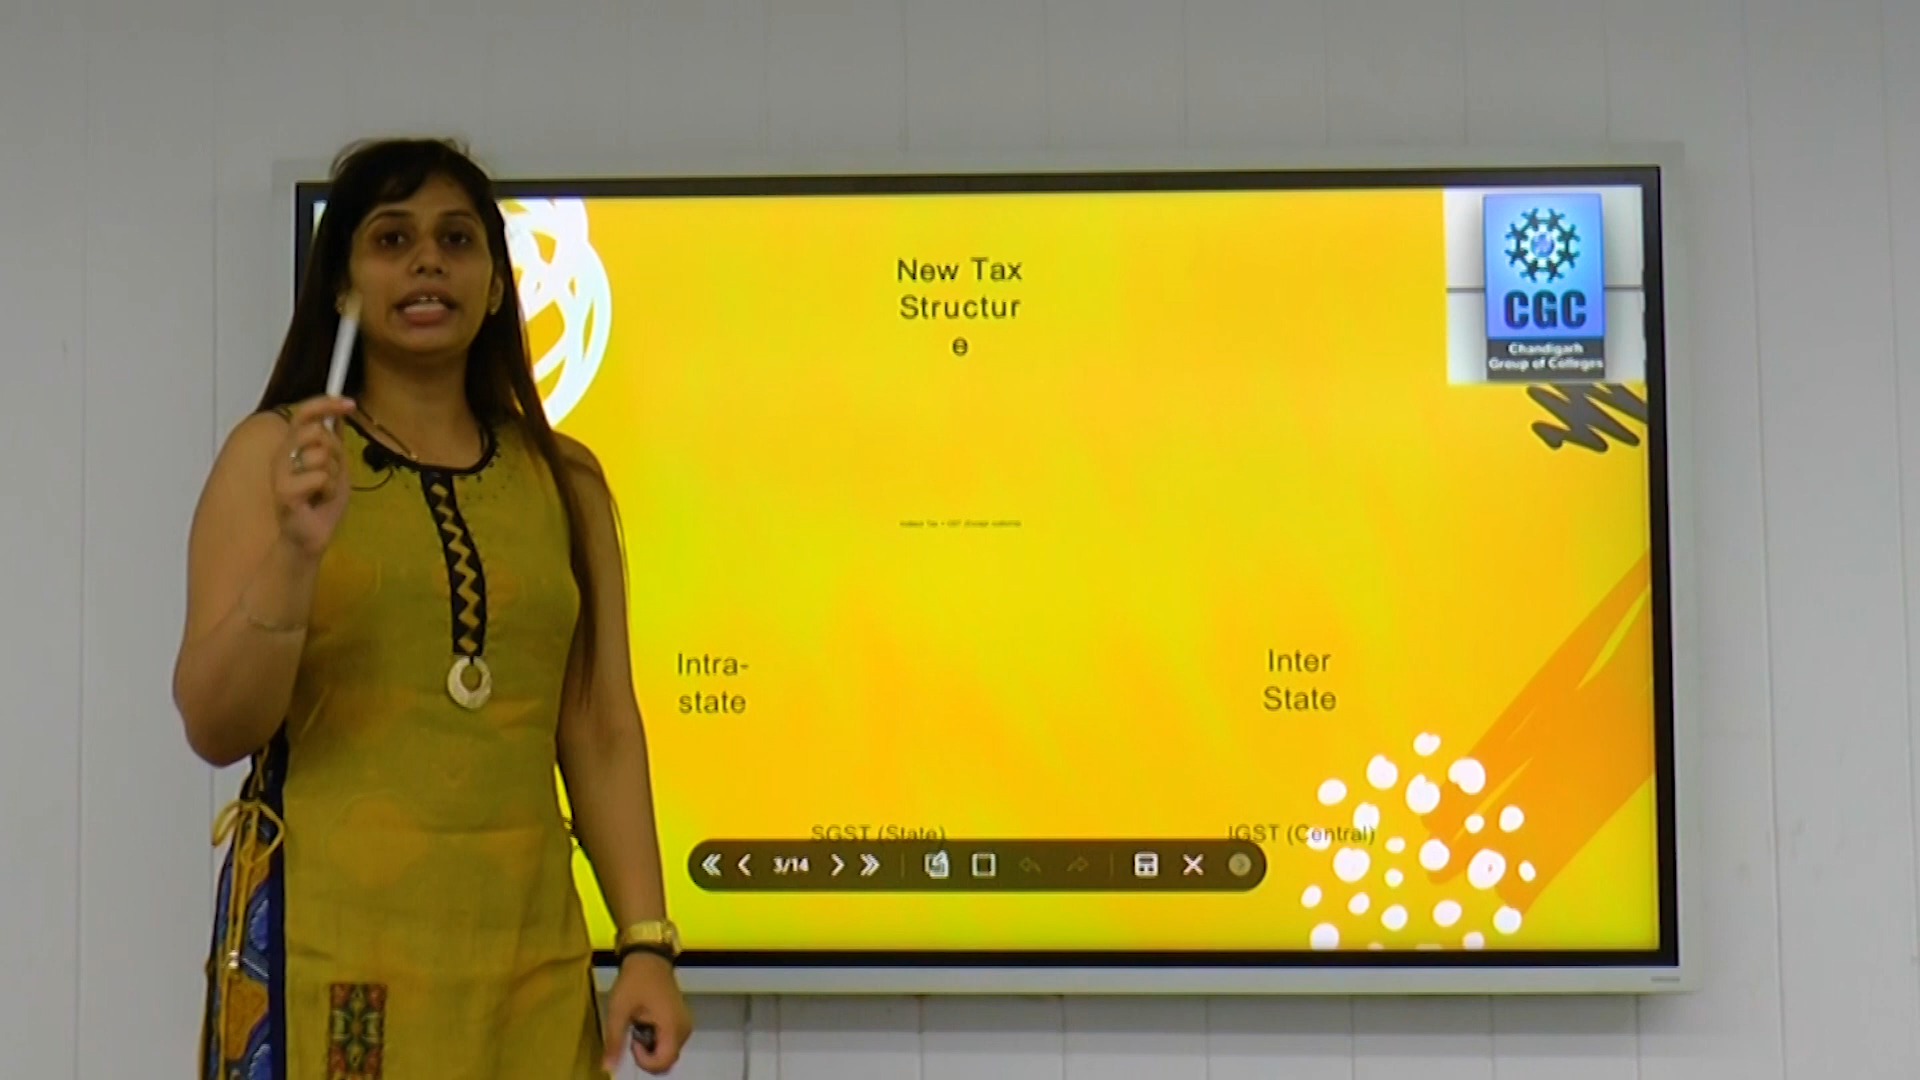 New Tax
Structur
e
CGC
Chandigarh
Group of Colleges
Intra-
state
Inter
State
SGST (State)
IGST (Central)
3/14